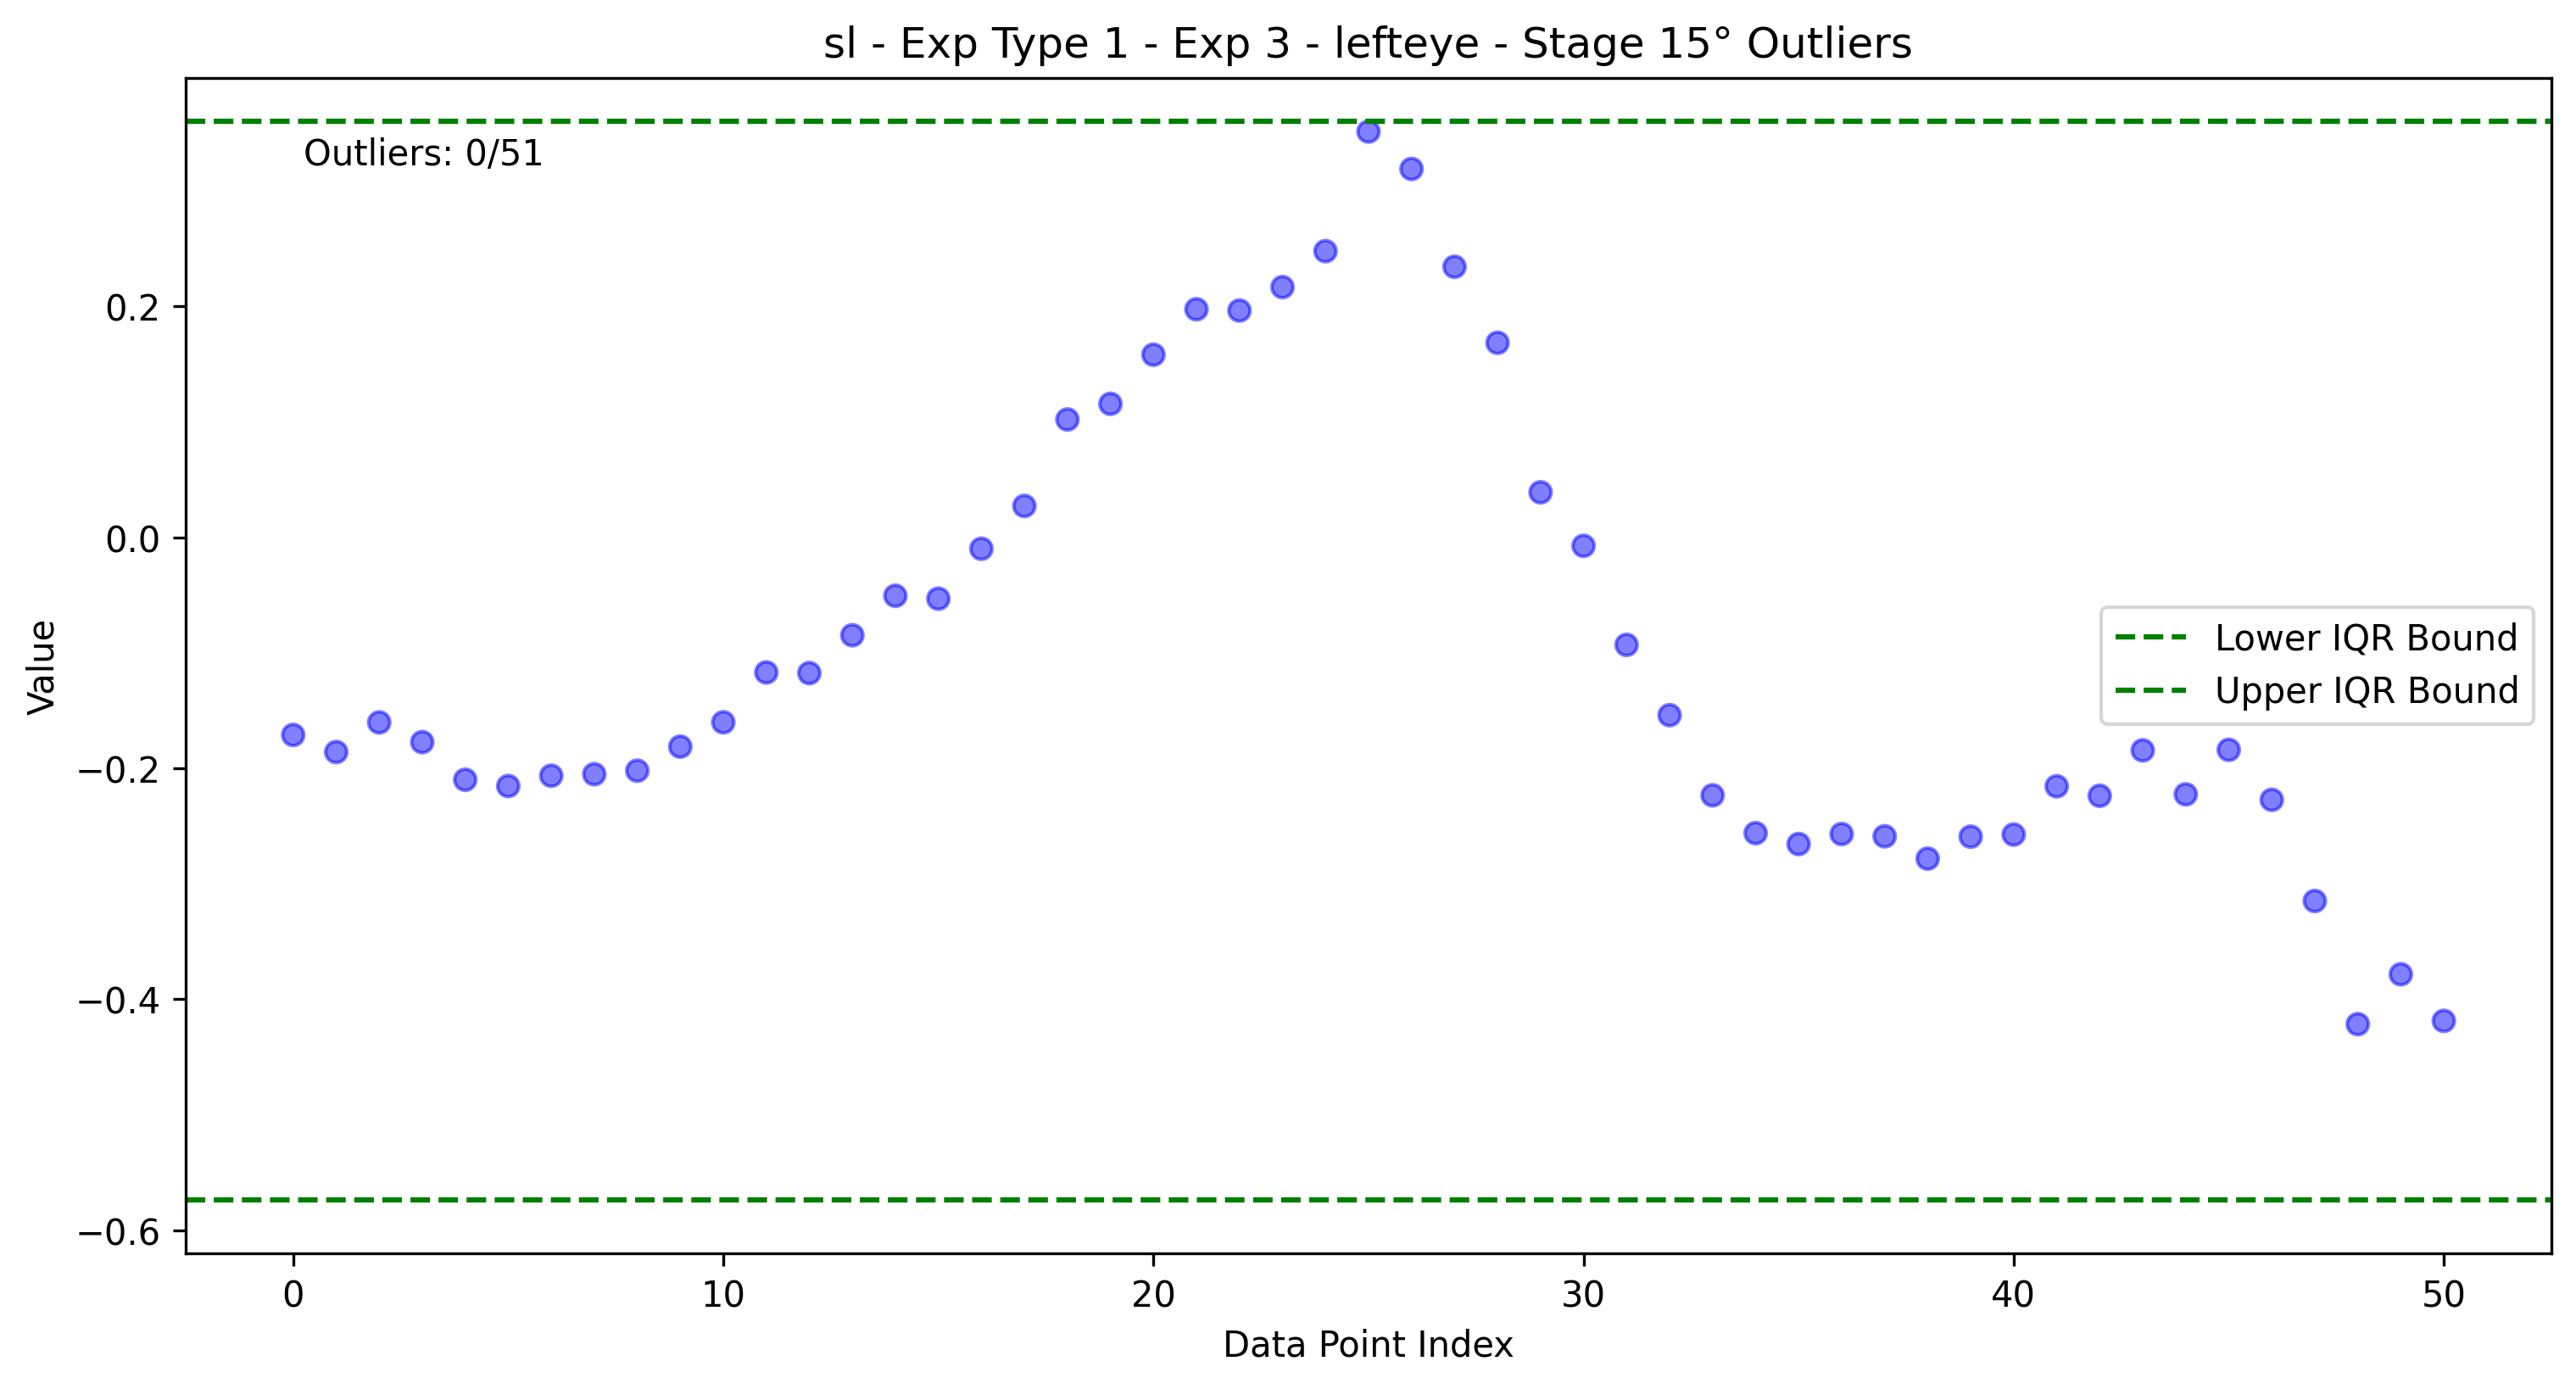 sl - Exp Type 1 - Exp 3 - lefteye - Stage 15° Outliers
Outliers: 0/51
0.2
0.0
−0.2
−0.4
−0.6
Value
Lower IQR Bound
Upper IQR Bound
0 10 20 30 40 50
Data Point Index